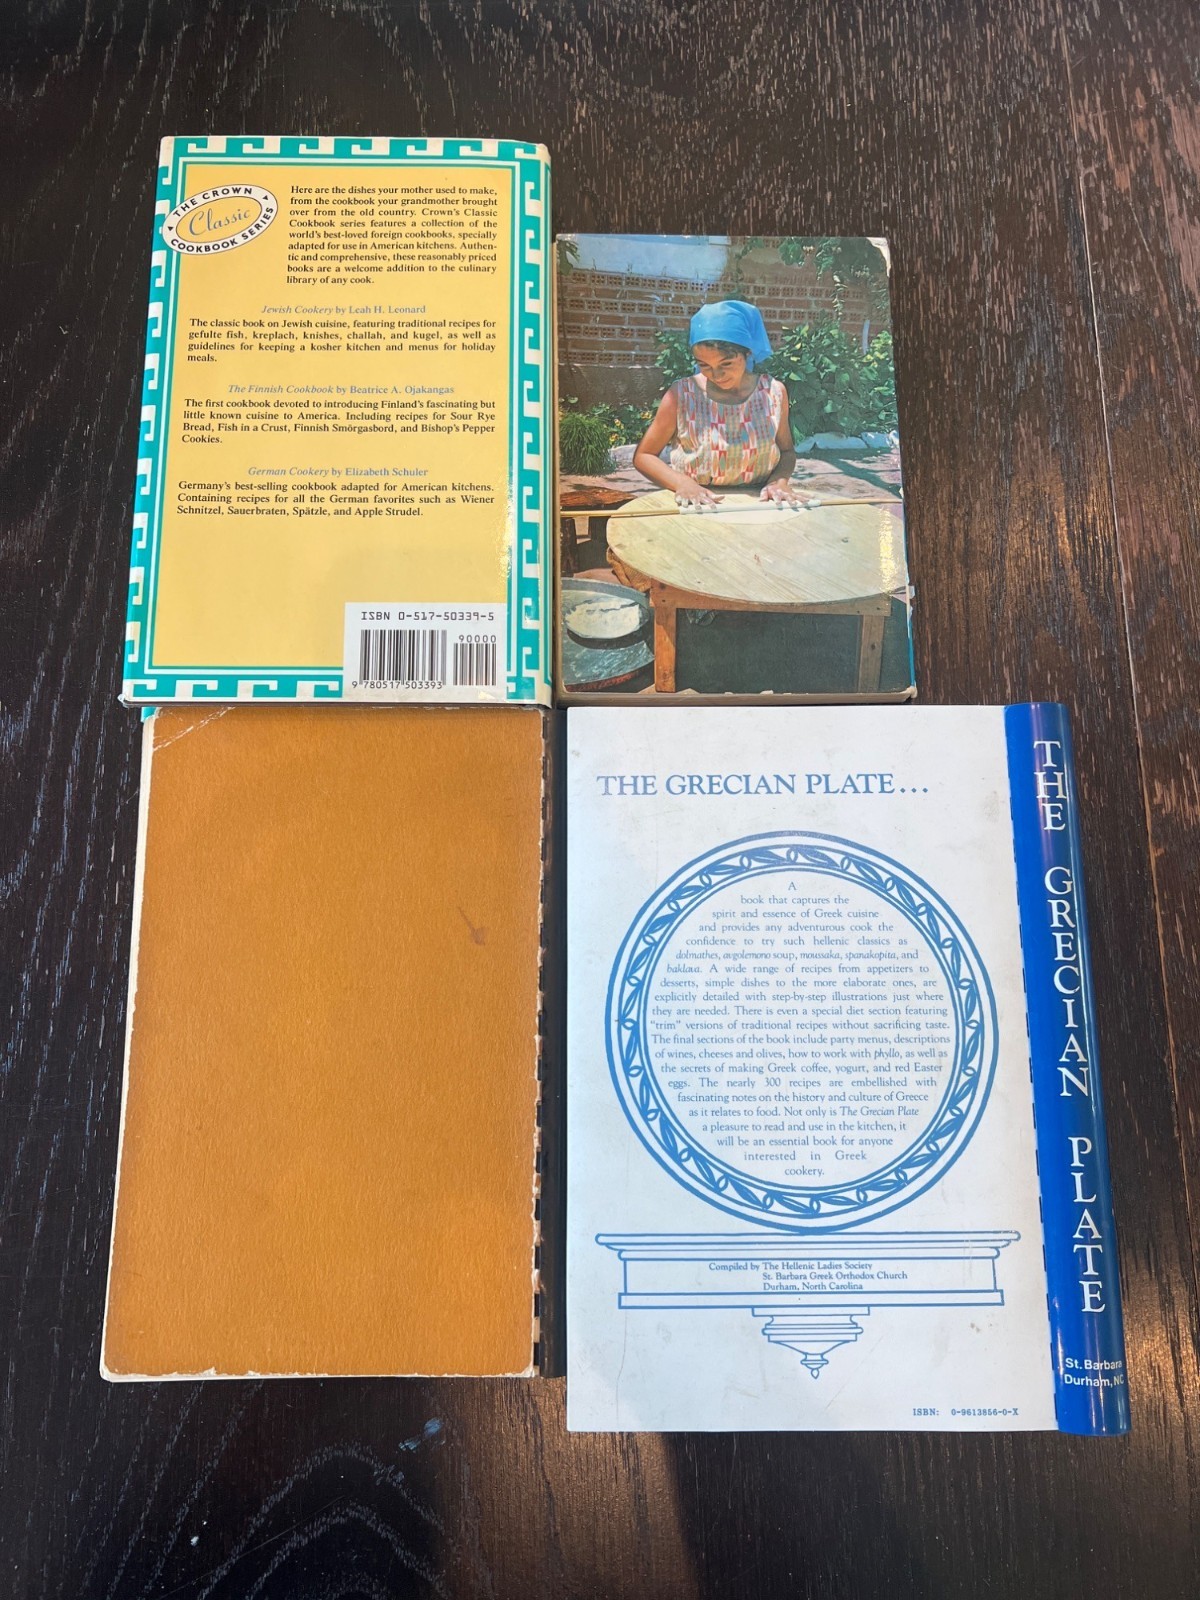 THE CROWN
Classic
COOKBOOK SERIES
Here are the dishes your mother used to make,
from the cookbook your grandmother brought
over from the old country. Crown's Classic
Cookbook series features a collection of the
world's best-loved foreign cookbooks, specially
adapted for use in American kitchens. Authen-
tic and comprehensive, these reasonably priced
books are a welcome addition to the culinary
library of any cook.
Jewish Cookery by Leah H. Leonard
The classic book on Jewish cuisine, featuring traditional recipes for
gefulte fish, kreplach, knishes, challah, and kugel, as well as
guidelines for keeping a kosher kitchen and menus for holiday
meals.
The Finnish Cookbook by Beatrice A. Ojakangas
The first cookbook devoted to introducing Finland's fascinating but
little known cuisine to America. Including recipes for Sour Rye
Bread, Fish in a Crust, Finnish Smörgasbord, and Bishop's Pepper
Cookies.
German Cookery by Elizabeth Schuler
Germany's best-selling cookbook adapted for American kitchens.
Containing recipes for all the German favorites such as Wiener
Schnitzel, Sauerbraten, Spätzle, and Apple Strudel.
ISBN 0-517-50339-5
90000
9 780517 503393
THE GRECIAN PLATE...
A
book that captures the
spirit and essence of Greek cuisine
and provides any adventurous cook the
confidence to try such hellenic classics as
dolmathes, avgolemono soup, moussaka, spanakopita, and
baklava. A wide range of recipes from appetizers to
desserts, simple dishes to the more elaborate ones, are
explicitly detailed with step-by-step illustrations just where
they are needed. There is even a special diet section featuring
"trim" versions of traditional recipes without sacrificing taste.
The final sections of the book include party menus, descriptions
of wines, cheeses and olives, how to work with phyllo, as well as
the secrets of making Greek coffee, yogurt, and red Easter
eggs. The nearly 300 recipes are embellished with
fascinating notes on the history and culture of Greece
as it relates to food. Not only is The Grecian Plate
a pleasure to read and use in the kitchen, it
will be an essential book for anyone
interested in Greek
cookery.
Compiled by The Hellenic Ladies Society
St. Barbara Greek Orthodox Church
Durham, North Carolina
ISBN: 0-9613856-0-X
THE GRECIAN PLATE
St. Barbara
Durham, NC